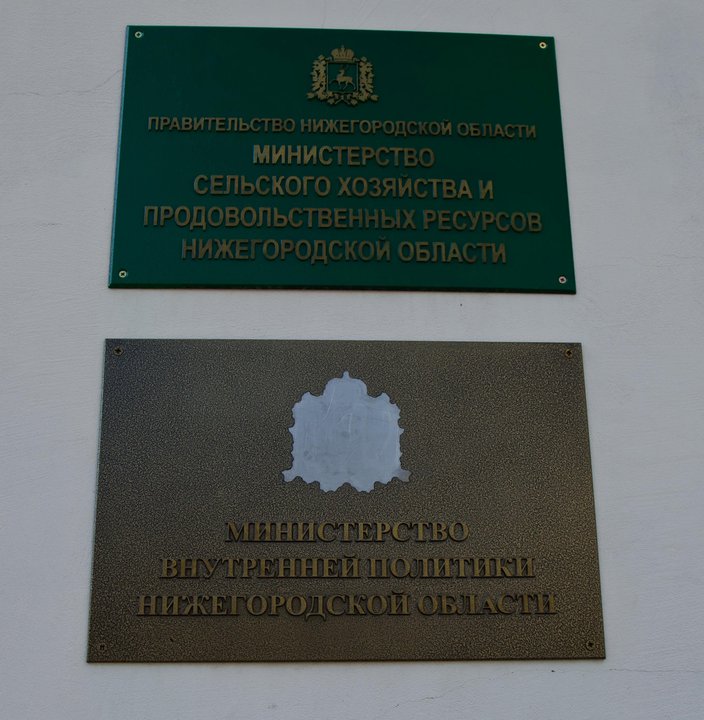 ПРАВИТЕЛЬСТВО НИЖЕГОРОДСКОЙ ОБЛАСТИ
МИНИСТЕРСТВО
СЕЛЬСКОГО ХОЗЯЙСТВА И
ПРОДОВОЛЬСТВЕННЫХ РЕСУРСОВ
НИЖЕГОРОДСКОЙ ОБЛАСТИ
МИНИСТЕРСТВО
ВНУТРЕННЕЙ ПОЛИТИКИ
НИЖЕГОРОДСКОЙ ОБЛАСТИ